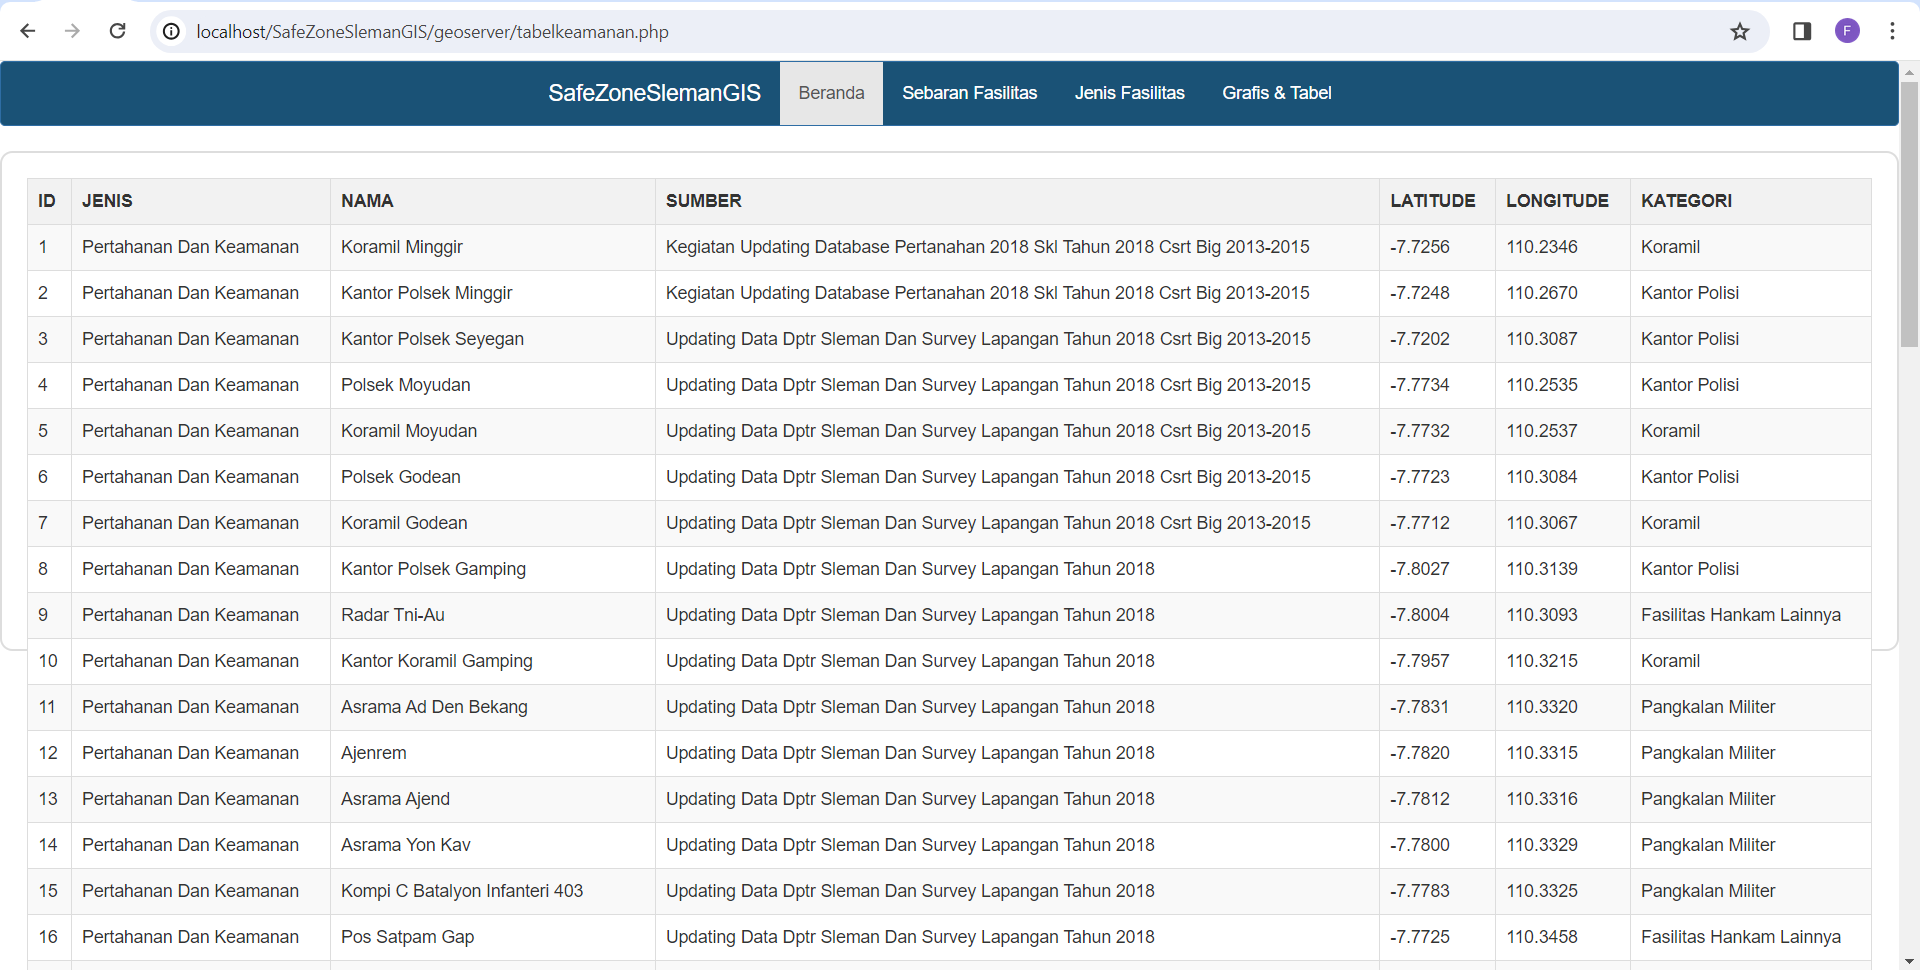 localhost/SafeZoneSlemanGIS/geoserver/tabelkeamanan.php
F
SafeZoneSlemanGIS Beranda Sebaran Fasilitas Jenis Fasilitas Grafis & Tabel
ID JENIS NAMA SUMBER LATITUDE LONGITUDE KATEGORI
1 Pertahanan Dan Keamanan Koramil Minggir Kegiatan Updating Database Pertanahan 2018 Skl Tahun 2018 Csrt Big 2013-2015 -7.7256 110.2346 Koramil
2 Pertahanan Dan Keamanan Kantor Polsek Minggir Kegiatan Updating Database Pertanahan 2018 Skl Tahun 2018 Csrt Big 2013-2015 -7.7248 110.2670 Kantor Polisi
3 Pertahanan Dan Keamanan Kantor Polsek Seyegan Updating Data Dptr Sleman Dan Survey Lapangan Tahun 2018 Csrt Big 2013-2015 -7.7202 110.3087 Kantor Polisi
4 Pertahanan Dan Keamanan Polsek Moyudan Updating Data Dptr Sleman Dan Survey Lapangan Tahun 2018 Csrt Big 2013-2015 -7.7734 110.2535 Kantor Polisi
5 Pertahanan Dan Keamanan Koramil Moyudan Updating Data Dptr Sleman Dan Survey Lapangan Tahun 2018 Csrt Big 2013-2015 -7.7732 110.2537 Koramil
6 Pertahanan Dan Keamanan Polsek Godean Updating Data Dptr Sleman Dan Survey Lapangan Tahun 2018 Csrt Big 2013-2015 -7.7723 110.3084 Kantor Polisi
7 Pertahanan Dan Keamanan Koramil Godean Updating Data Dptr Sleman Dan Survey Lapangan Tahun 2018 Csrt Big 2013-2015 -7.7712 110.3067 Koramil
8 Pertahanan Dan Keamanan Kantor Polsek Gamping Updating Data Dptr Sleman Dan Survey Lapangan Tahun 2018 -7.8027 110.3139 Kantor Polisi
9 Pertahanan Dan Keamanan Radar Tni-Au Updating Data Dptr Sleman Dan Survey Lapangan Tahun 2018 -7.8004 110.3093 Fasilitas Hankam Lainnya
10 Pertahanan Dan Keamanan Kantor Koramil Gamping Updating Data Dptr Sleman Dan Survey Lapangan Tahun 2018 -7.7957 110.3215 Koramil
11 Pertahanan Dan Keamanan Asrama Ad Den Bekang Updating Data Dptr Sleman Dan Survey Lapangan Tahun 2018 -7.7831 110.3320 Pangkalan Militer
12 Pertahanan Dan Keamanan Ajenrem Updating Data Dptr Sleman Dan Survey Lapangan Tahun 2018 -7.7820 110.3315 Pangkalan Militer
13 Pertahanan Dan Keamanan Asrama Ajend Updating Data Dptr Sleman Dan Survey Lapangan Tahun 2018 -7.7812 110.3316 Pangkalan Militer
14 Pertahanan Dan Keamanan Asrama Yon Kav Updating Data Dptr Sleman Dan Survey Lapangan Tahun 2018 -7.7800 110.3329 Pangkalan Militer
15 Pertahanan Dan Keamanan Kompi C Batalyon Infanteri 403 Updating Data Dptr Sleman Dan Survey Lapangan Tahun 2018 -7.7783 110.3325 Pangkalan Militer
16 Pertahanan Dan Keamanan Pos Satpam Gap Updating Data Dptr Sleman Dan Survey Lapangan Tahun 2018 -7.7725 110.3458 Fasilitas Hankam Lainnya